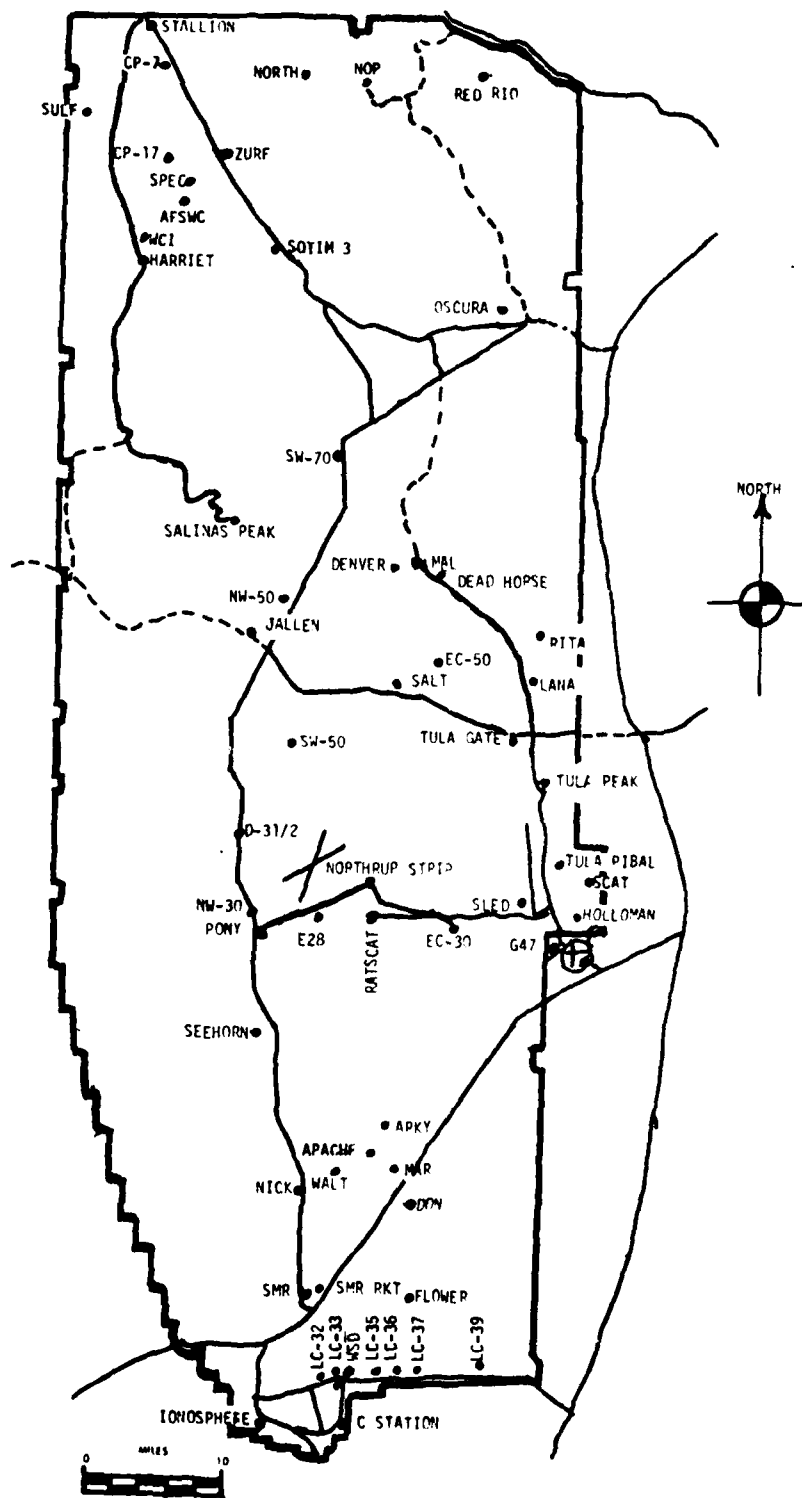 STALLION
CP-7
NORTH
NOP
RED RIO
SULF
CP-17
ZURF
SPEC
AFSWC
WCI
HARRIET
SOTIM 3
OSCURA
SW-70
NORTH
SALINAS PEAK
DENVER
MAL
DEAD HORSE
NW-50
JALLEN
RITA
EC-50
SALT
LANA
SW-50
TULA GATE
TULA PEAK
D-31/2
NORTHRUP STRIP
TULA PIBAL
SCAT
NW-30
SLED
HOLLOMAN
PONY
E28
RATSCAT
EC-30
G47
SEEHORN
ARKY
APACHE
MAR
NICK
WALT
DON
SMR
SMR RKT
FLOWER
LC-32
LC-33
WSD
LC-35
LC-36
LC-37
LC-39
IONOSPHERE
C STATION
MILES
0
10